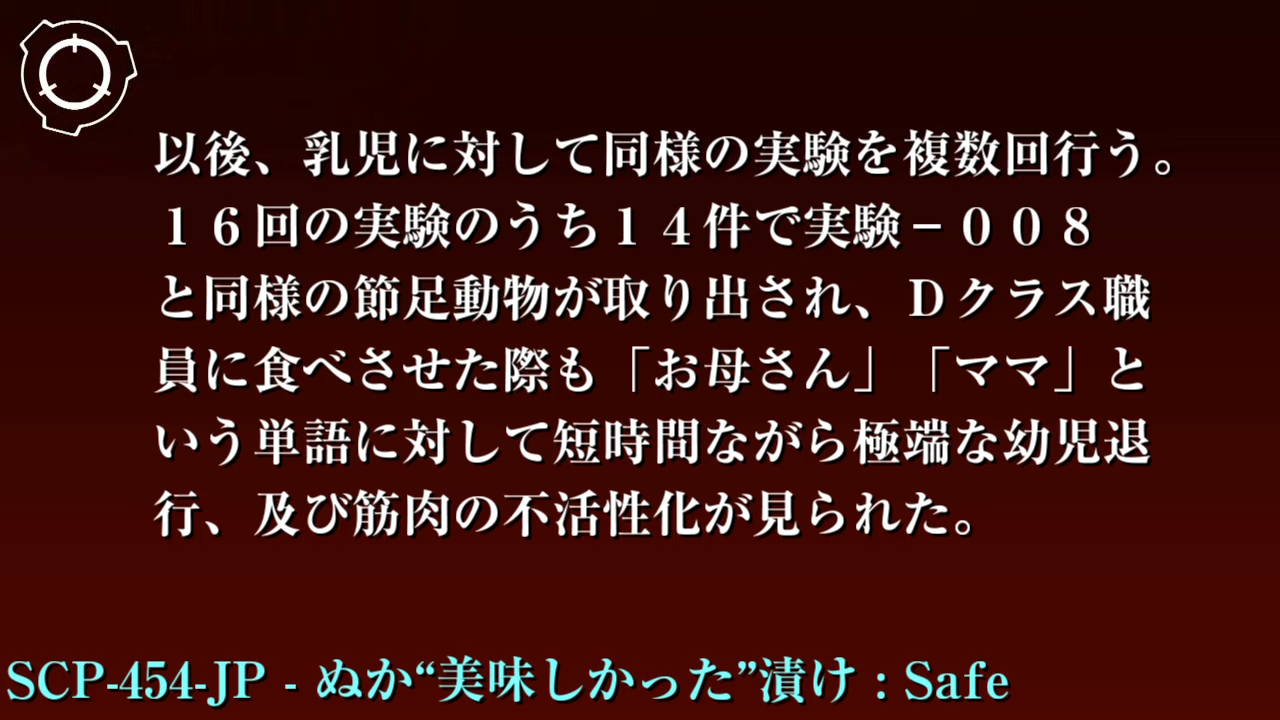 以後、乳児に対して同様の実験を複数回行う。
１６回の実験のうち１４件で実験－００８
と同様の節足動物が取り出され、Ｄクラス職
員に食べさせた際も「お母さん」「ママ」と
いう単語に対して短時間ながら極端な幼児退
行、及び筋肉の不活性化が見られた。
SCP-454-JP - ぬか“美味しかった”漬け：Safe